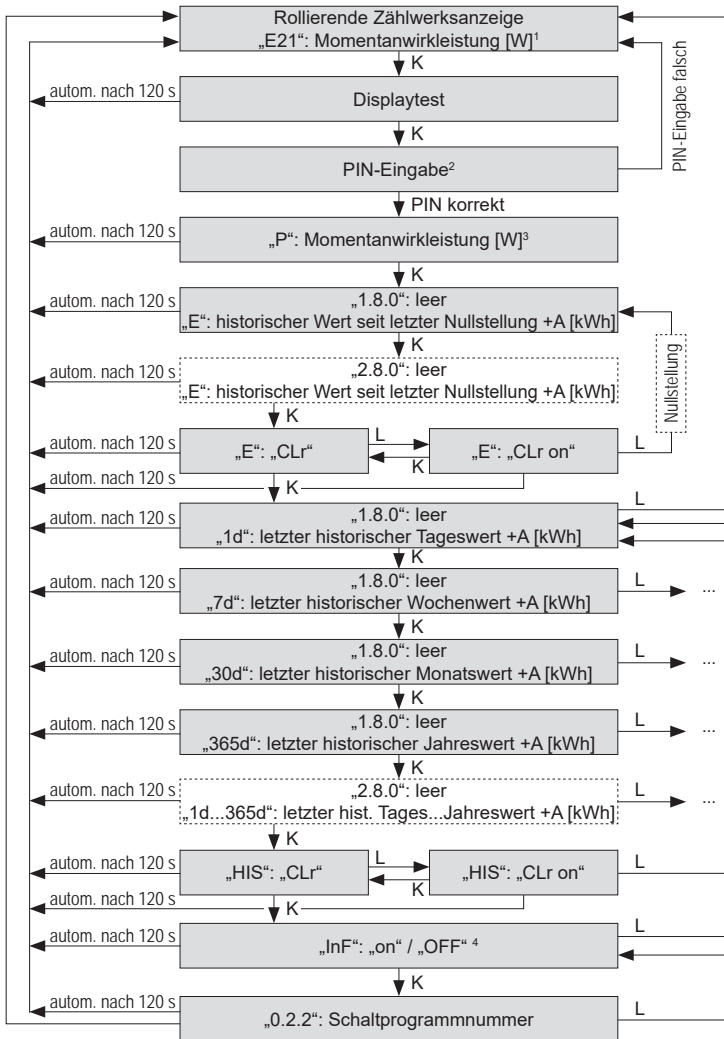 Rollierende Zählwerksanzeige
„E21“: Momentanwirkleistung [W]¹
K
autom. nach 120 s
Displaytest
PIN-Eingabe falsch
K
PIN-Eingabe²
PIN korrekt
autom. nach 120 s
„P“: Momentanwirkleistung [W]³
K
autom. nach 120 s
„1.8.0“: leer
„E“: historischer Wert seit letzter Nullstellung +A [kWh]
K
Nullstellung
autom. nach 120 s
„2.8.0“: leer
„E“: historischer Wert seit letzter Nullstellung +A [kWh]
K
autom. nach 120 s
„E“: „CLr“
L
K
„E“: „CLr on“
L
autom. nach 120 s
K
autom. nach 120 s
„1.8.0“: leer
„1d“: letzter historischer Tageswert +A [kWh]
L
K
autom. nach 120 s
„1.8.0“: leer
„7d“: letzter historischer Wochenwert +A [kWh]
L
...
K
autom. nach 120 s
„1.8.0“: leer
„30d“: letzter historischer Monatswert +A [kWh]
L
...
K
autom. nach 120 s
„1.8.0“: leer
„365d“: letzter historischer Jahreswert +A [kWh]
L
...
K
autom. nach 120 s
„2.8.0“: leer
„1d...365d“: letzter hist. Tages...Jahreswert +A [kWh]
L
...
K
autom. nach 120 s
„HIS“: „CLr“
L
K
„HIS“: „CLr on“
L
autom. nach 120 s
K
autom. nach 120 s
„InF“: „on“ / „OFF“ ⁴
L
K
autom. nach 120 s
„0.2.2“: Schaltprogrammnummer
L